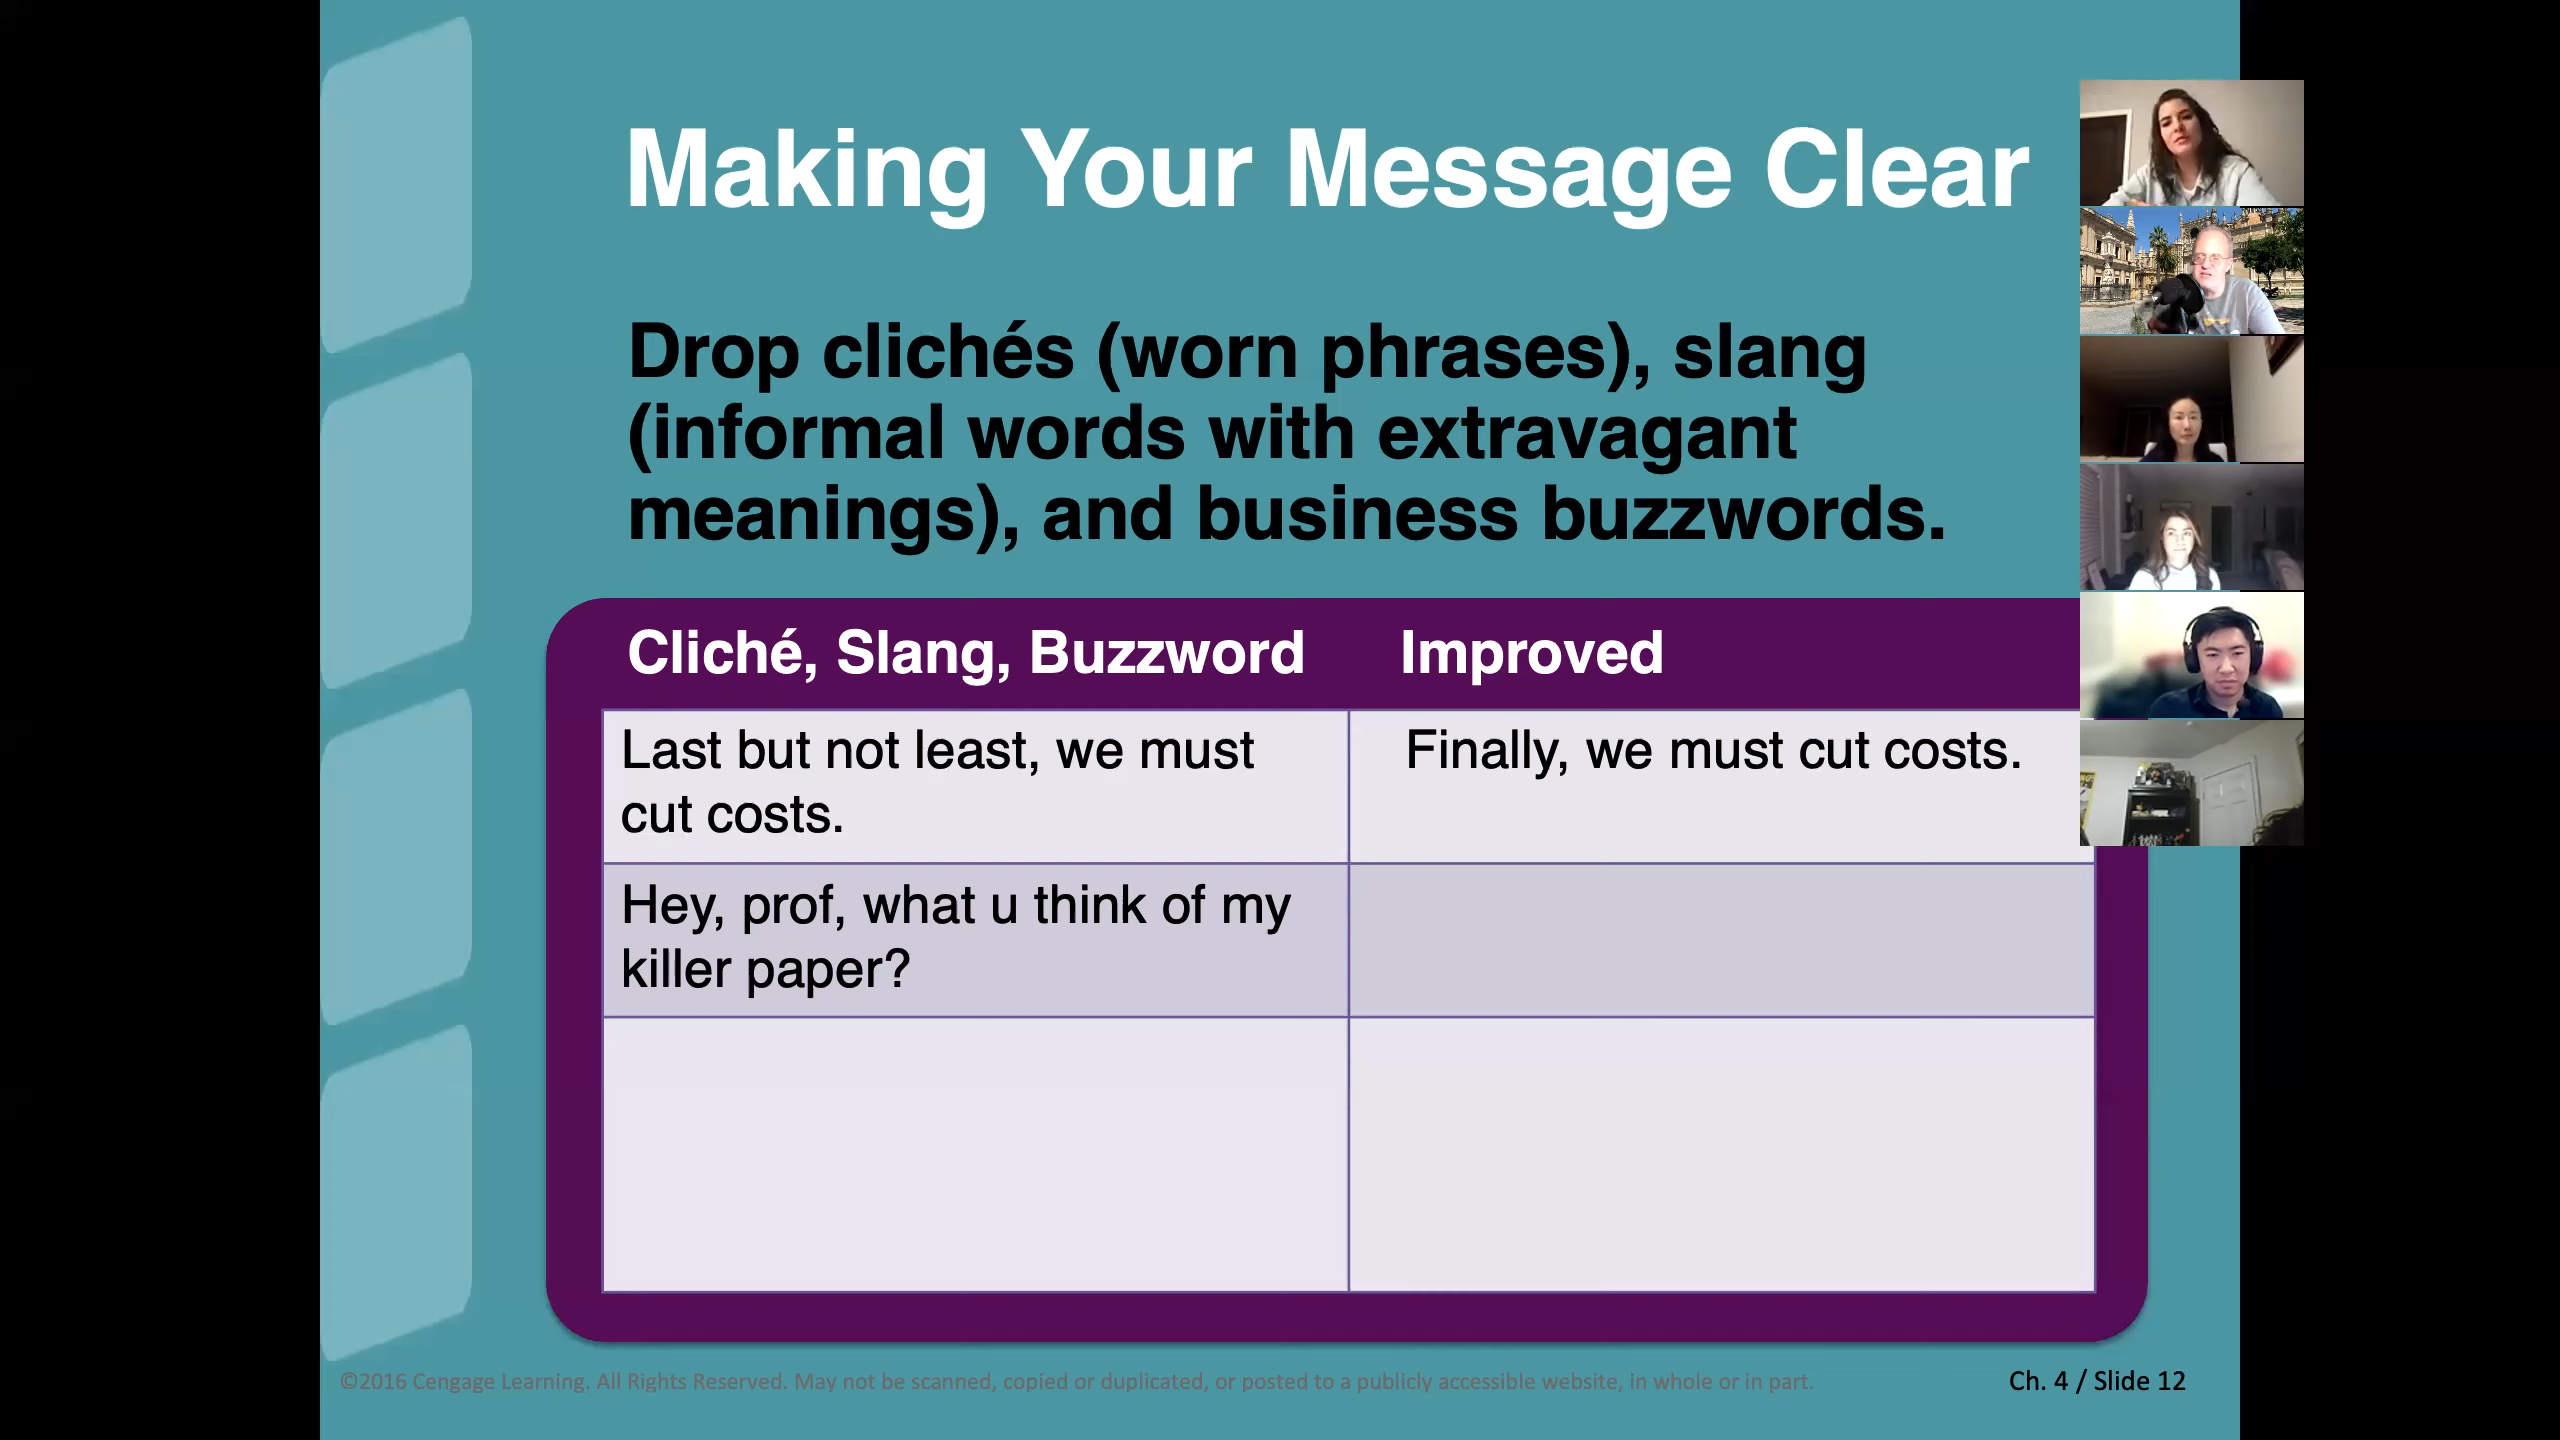 Making Your Message Clear
Drop clichés (worn phrases), slang
(informal words with extravagant
meanings), and business buzzwords.
Cliché, Slang, Buzzword
Improved
Last but not least, we must
cut costs.
Finally, we must cut costs.
Hey, prof, what u think of my
killer paper?
©2016 Cengage Learning. All Rights Reserved. May not be scanned, copied or duplicated, or posted to a publicly accessible website, in whole or in part.
Ch. 4 / Slide 12